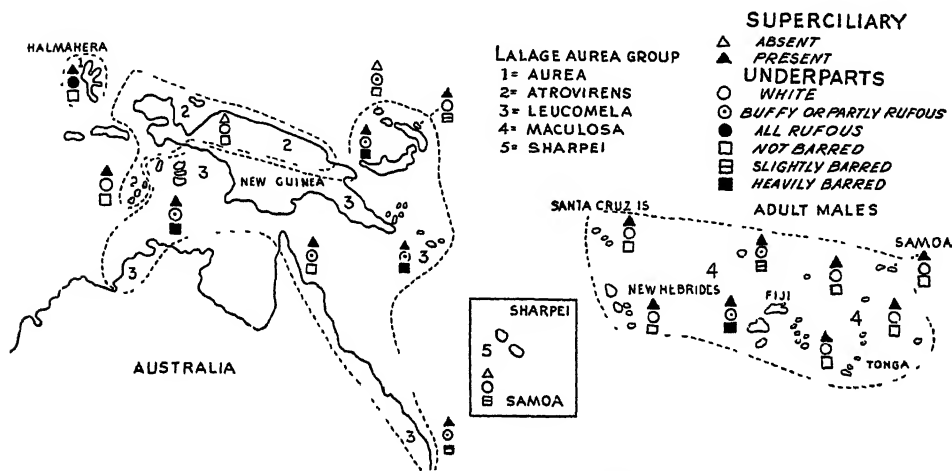 HALMAHERA
1
2
2
2
3
NEW GUINEA
3
3
3
3
AUSTRALIA
LALAGE AUREA GROUP
1= AUREA
2= ATROVIRENS
3= LEUCOMELA
4= MACULOSA
5= SHARPEI
SUPERCILIARY
ABSENT
PRESENT
UNDERPARTS
WHITE
BUFFY OR PARTLY RUFOUS
ALL RUFOUS
NOT BARRED
SLIGHTLY BARRED
HEAVILY BARRED
ADULT MALES
SHARPEI
5
SAMOA
SANTA CRUZ IS
SAMOA
4
NEW HEBRIDES
FIJI
4
TONGA